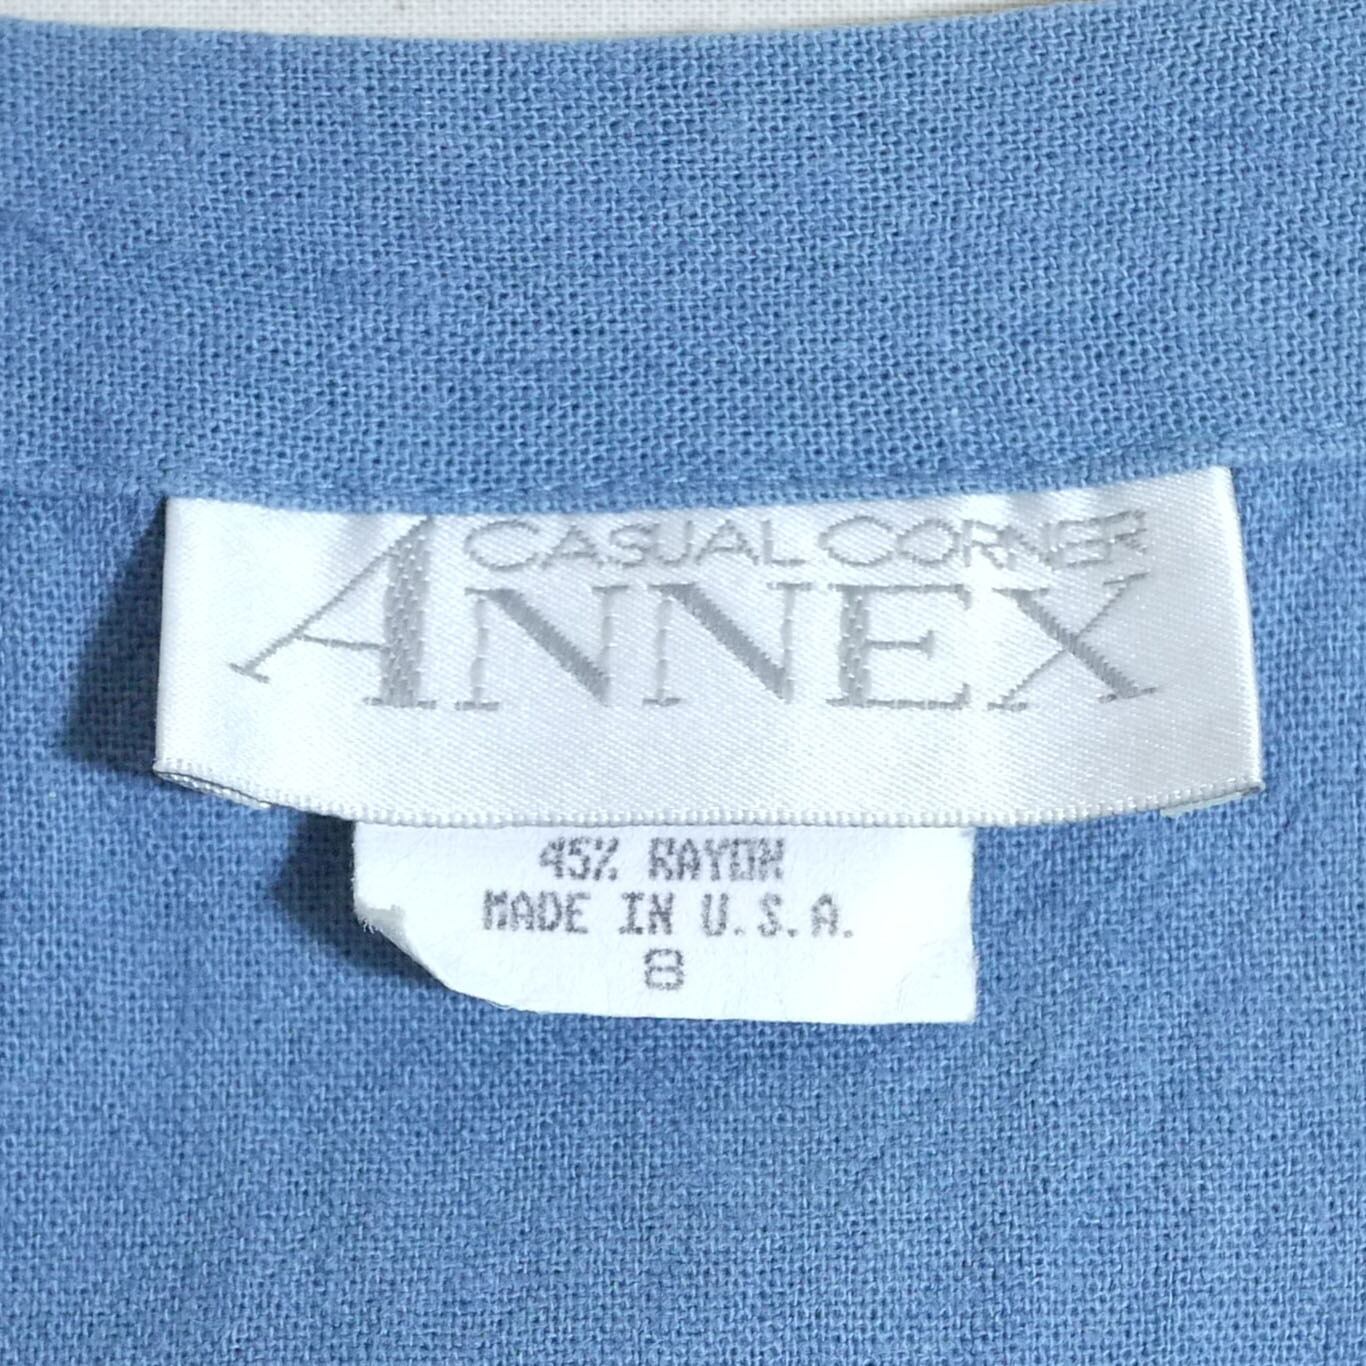 CASUAL CORNER
ANNEX
45% RAYON
MADE IN U.S.A.
8